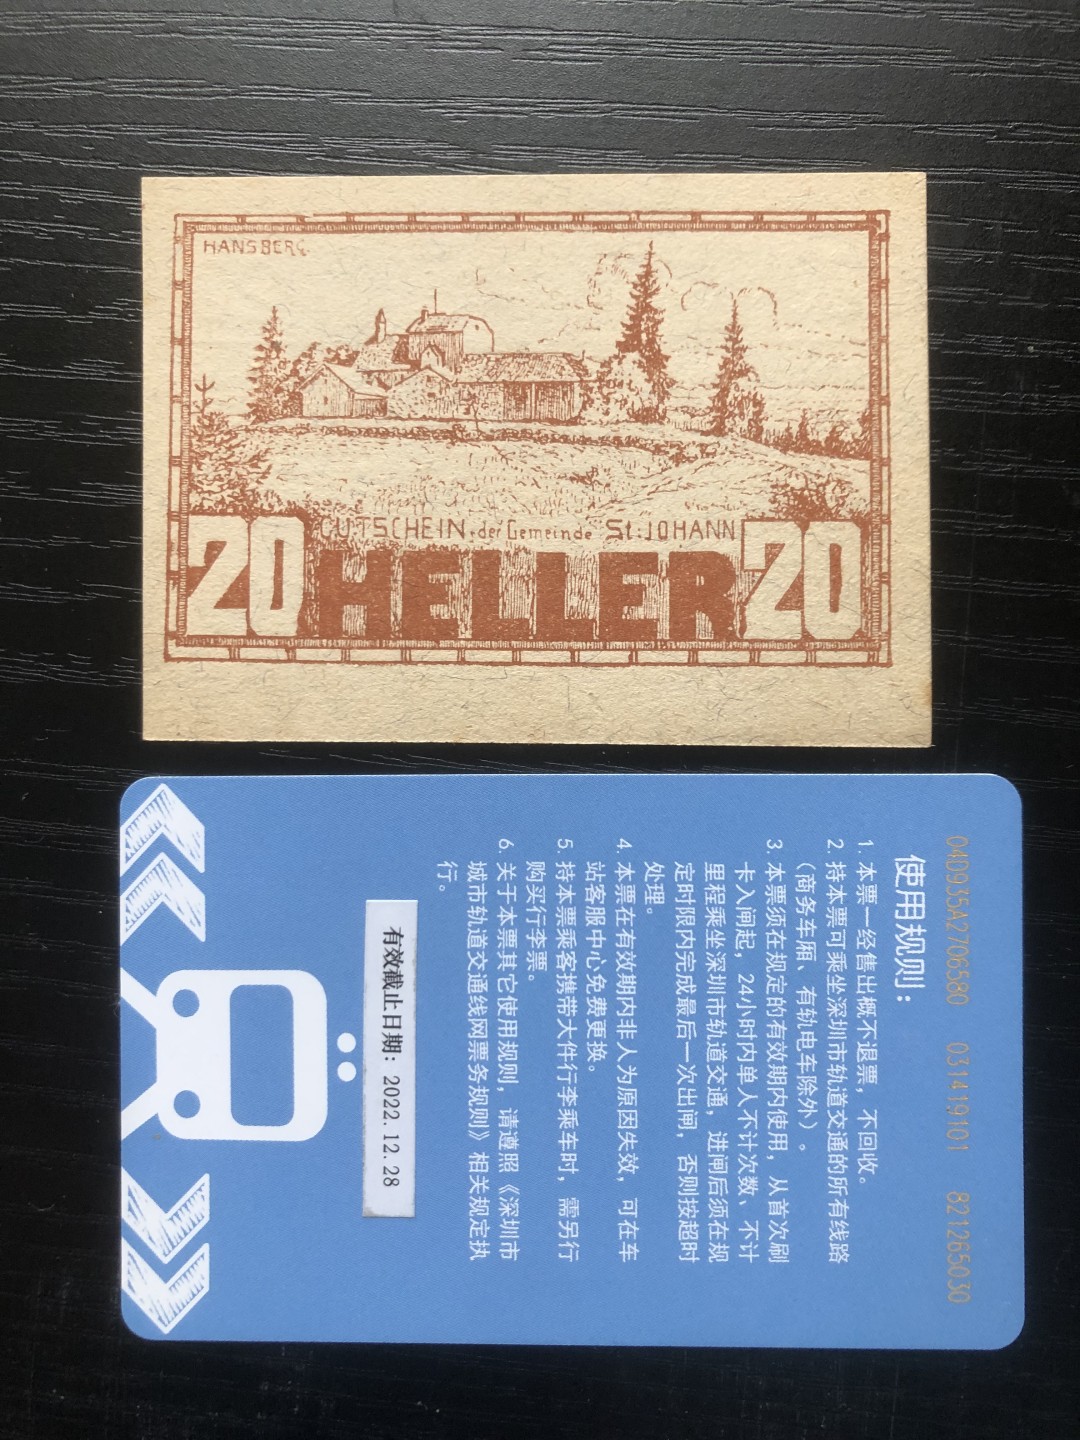 HANSBERG.
GUTSCHEIN der Gemeinde St: JOHANN
20 HELLER 20
04D935A2706580 031419101 821265030
使用规则：
1. 本票一经售出概不退票，不回收。
2. 持本票可乘坐深圳市轨道交通的所有线路
（商务车厢、有轨电车除外）。
3. 本票须在规定的有效期内使用，从首次刷
卡入闸起，24小时内单人不计次数、不计
里程乘坐深圳市轨道交通，进闸后须在规
定时限内完成最后一次出闸，否则按超时
处理。
4. 本票在有效期内非人为原因失效，可在车
站客服中心免费更换。
5. 持本票乘客携带大件行李乘车时，需另行
购买行李票。
6. 关于本票其它使用规则，请遵照《深圳市
城市轨道交通线网票务规则》相关规定执
行。
有效截止日期：2022.12.28